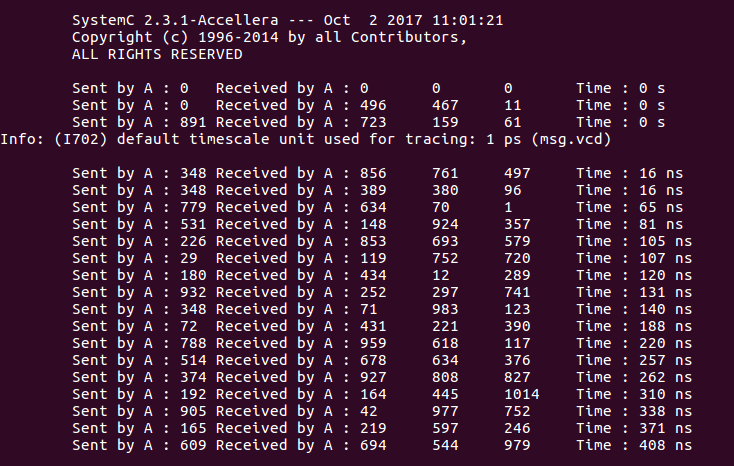 SystemC 2.3.1-Accellera --- Oct  2 2017 11:01:21
Copyright (c) 1996-2014 by all Contributors,
ALL RIGHTS RESERVED
Sent by A : 0   Received by A : 0       0       0       Time : 0 s
Sent by A : 0   Received by A : 496     467     11      Time : 0 s
Sent by A : 891 Received by A : 723     159     61      Time : 0 s
Info: (I702) default timescale unit used for tracing: 1 ps (msg.vcd)
Sent by A : 348 Received by A : 856     761     497     Time : 16 ns
Sent by A : 348 Received by A : 389     380     96      Time : 16 ns
Sent by A : 779 Received by A : 634     70      1       Time : 65 ns
Sent by A : 531 Received by A : 148     924     357     Time : 81 ns
Sent by A : 226 Received by A : 853     693     579     Time : 105 ns
Sent by A : 29  Received by A : 119     752     720     Time : 107 ns
Sent by A : 180 Received by A : 434     12      289     Time : 120 ns
Sent by A : 932 Received by A : 252     297     741     Time : 131 ns
Sent by A : 348 Received by A : 71      983     123     Time : 140 ns
Sent by A : 72  Received by A : 431     221     390     Time : 188 ns
Sent by A : 788 Received by A : 959     618     117     Time : 220 ns
Sent by A : 514 Received by A : 678     634     376     Time : 257 ns
Sent by A : 374 Received by A : 927     808     827     Time : 262 ns
Sent by A : 192 Received by A : 164     445     1014    Time : 310 ns
Sent by A : 905 Received by A : 42      977     752     Time : 338 ns
Sent by A : 165 Received by A : 219     597     246     Time : 371 ns
Sent by A : 609 Received by A : 694     544     979     Time : 408 ns